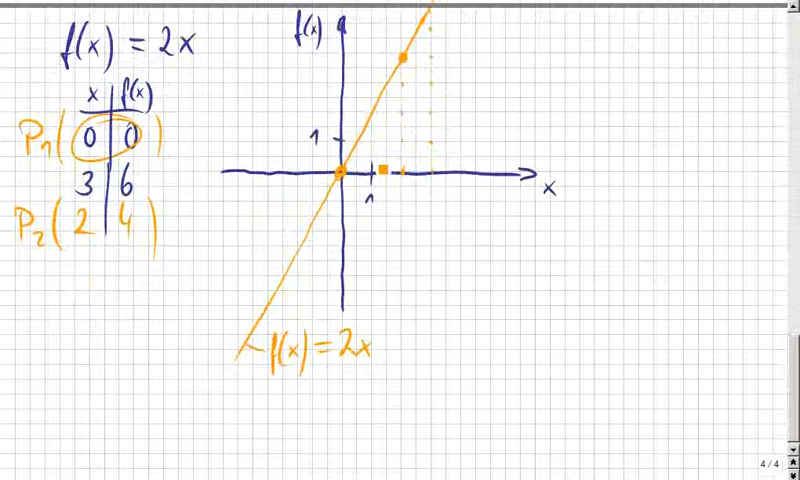 f(x) = 2x
x f(x)
P1( 0 0 )
3 6
P2( 2 4 )
f(x)
1
1
x
f(x) = 2x
4 / 4